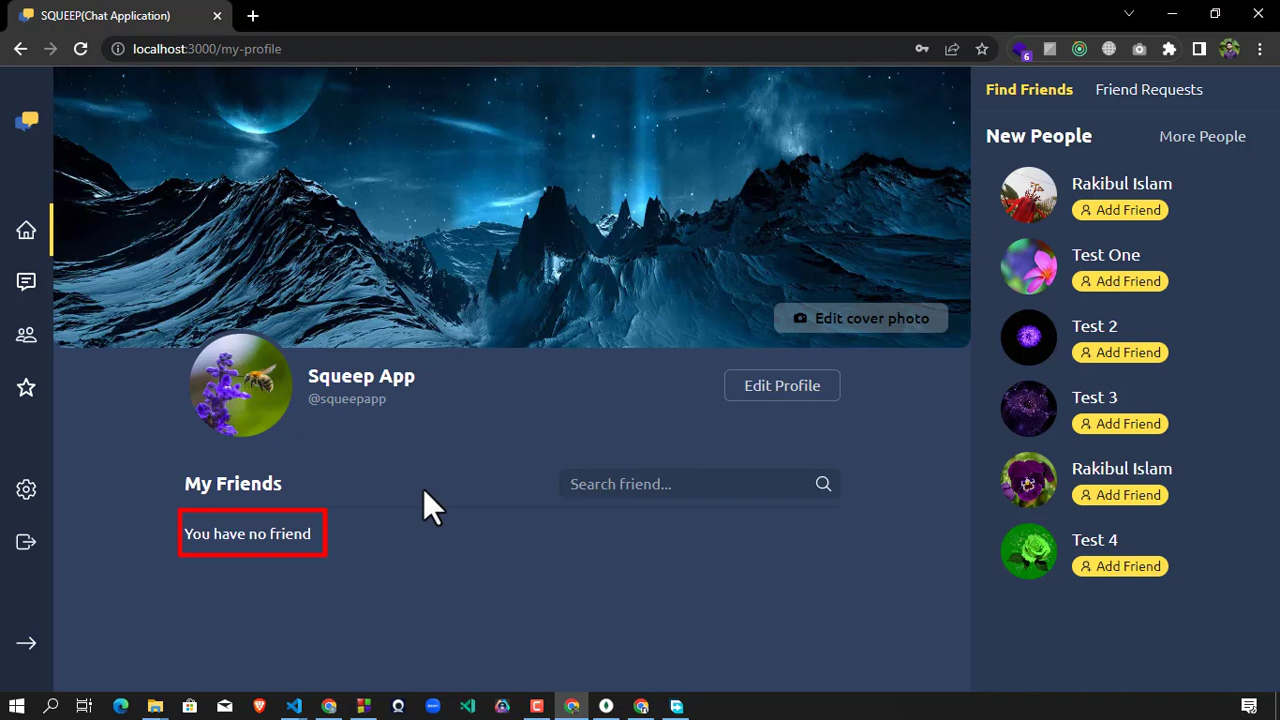 SQUEEP(Chat Application)
localhost:3000/my-profile
6
Edit cover photo
Squeep App
@squeepapp
Edit Profile
My Friends
Search friend...
You have no friend
Find Friends
Friend Requests
New People
More People
Rakibul Islam
Add Friend
Test One
Add Friend
Test 2
Add Friend
Test 3
Add Friend
Rakibul Islam
Add Friend
Test 4
Add Friend